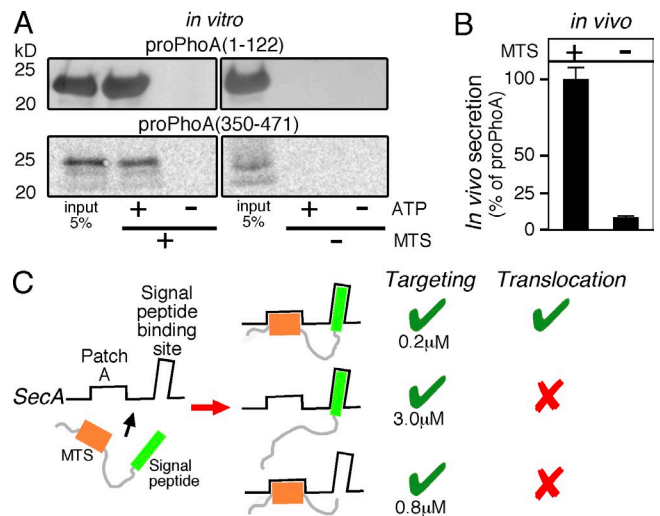 A
in vitro
kD
proPhoA(1-122)
25
20
proPhoA(350-471)
25
20
input
5%
+
−
input
5%
+
−
ATP
+
−
MTS
B
in vivo
MTS
+
−
In vivo secretion
(% of proPhoA)
100
75
50
25
0
C
Targeting
Translocation
Signal
peptide
binding
site
Patch
A
SecA
MTS
Signal
peptide
0.2μM
3.0μM
0.8μM